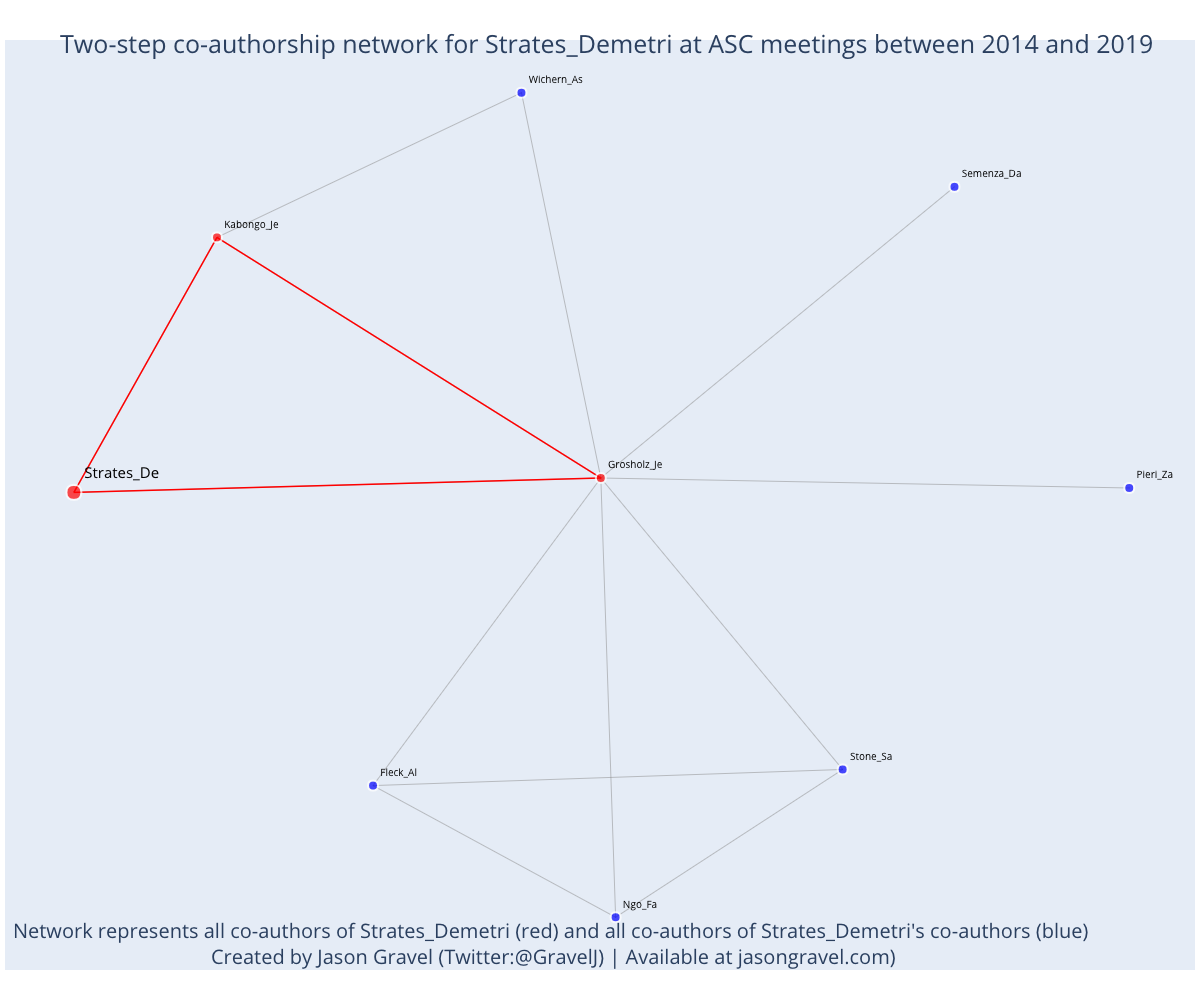 Two-step co-authorship network for Strates_Demetri at ASC meetings between 2014 and 2019
Wichern_As
Semenza_Da
Kabongo_Je
Grosholz_Je
Strates_De
Pieri_Za
Stone_Sa
Fleck_Al
Ngo_Fa
Network represents all co-authors of Strates_Demetri (red) and all co-authors of Strates_Demetri's co-authors (blue)
Created by Jason Gravel (Twitter:@GravelJ) | Available at jasongravel.com)